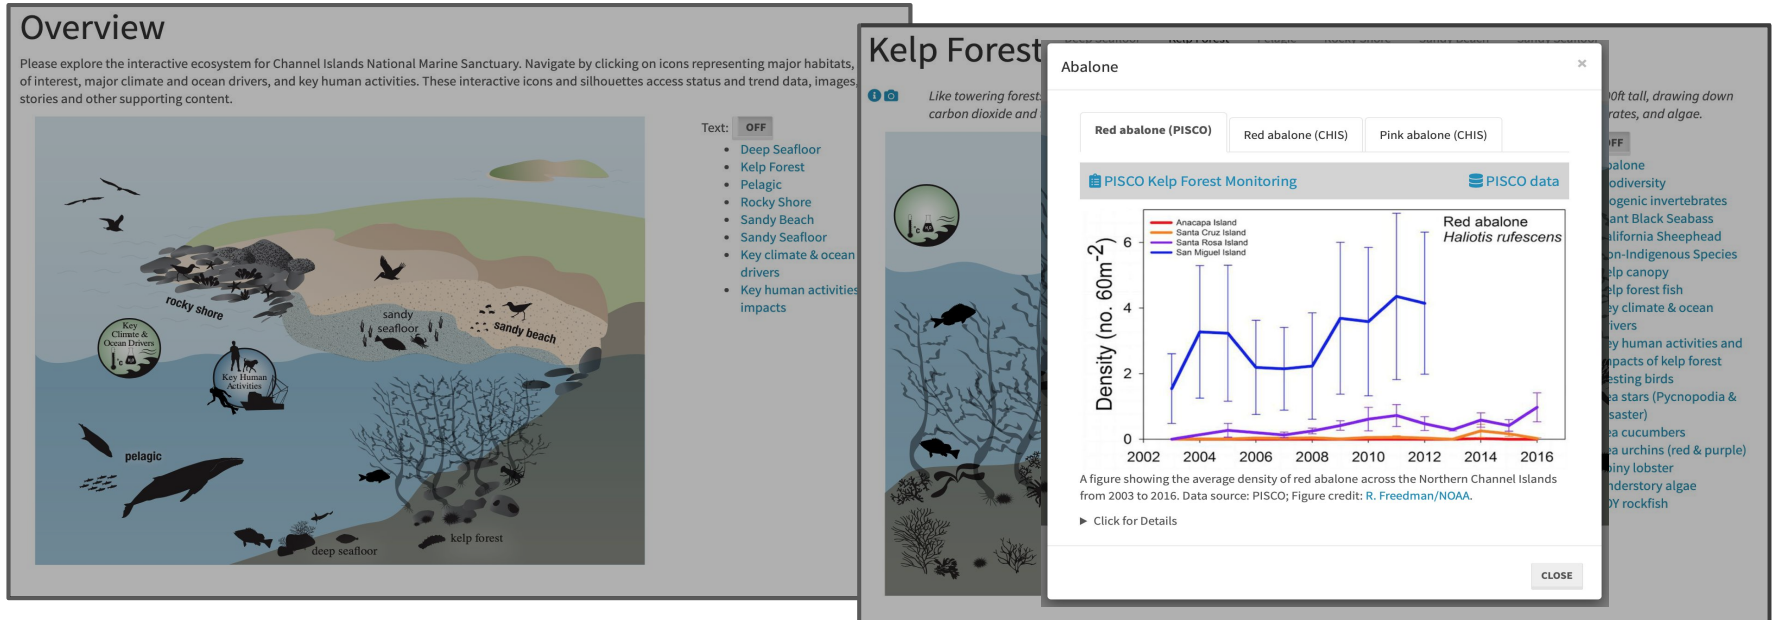 Overview
Please explore the interactive ecosystem for Channel Islands National Marine Sanctuary. Navigate by clicking on icons representing major habitats,
of interest, major climate and ocean drivers, and key human activities. These interactive icons and silhouettes access status and trend data, images,
stories and other supporting content.
Text: OFF
Deep Seafloor
Kelp Forest
Pelagic
Rocky Shore
Sandy Beach
Sandy Seafloor
Key climate & ocean
drivers
Key human activities
impacts
rocky shore
sandy
seafloor
sandy beach
Key
Climate &
Ocean Drivers
°C
Key Human
Activities
pelagic
deep seafloor
kelp forest
Kelp Forest
Like towering forest
carbon dioxide and
°C
Abalone
×
Red abalone (PISCO)
Red abalone (CHIS)
Pink abalone (CHIS)
PISCO Kelp Forest Monitoring
PISCO data
Anacapa Island
Santa Cruz Island
Santa Rosa Island
San Miguel Island
Red abalone
Haliotis rufescens
Density (no. 60m-2)
6
4
2
0
2002 2004 2006 2008 2010 2012 2014 2016
A figure showing the average density of red abalone across the Northern Channel Islands
from 2003 to 2016. Data source: PISCO; Figure credit: R. Freedman/NOAA.
Click for Details
CLOSE
0ft tall, drawing down
rates, and algae.
FF
balone
odiversity
ogenic invertebrates
ant Black Seabass
alifornia Sheephead
on-Indigenous Species
elp canopy
elp forest fish
ey climate & ocean
rivers
ey human activities and
mpacts of kelp forest
esting birds
ea stars (Pycnopodia &
saster)
ea cucumbers
ea urchins (red & purple)
piny lobster
nderstory algae
OY rockfish